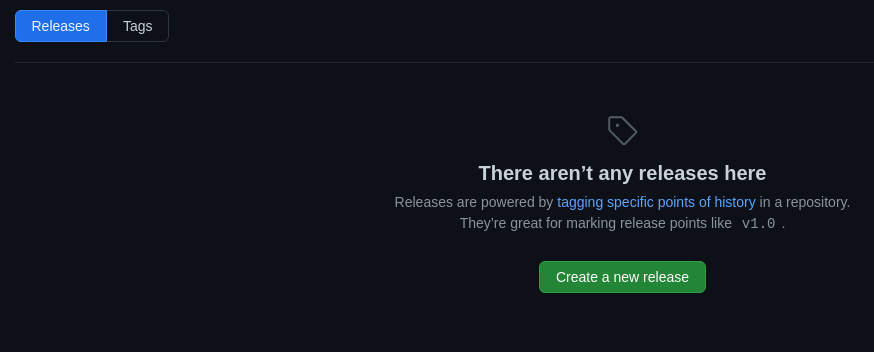 Releases Tags
There aren’t any releases here
Releases are powered by tagging specific points of history in a repository.
They’re great for marking release points like v1.0 .
Create a new release